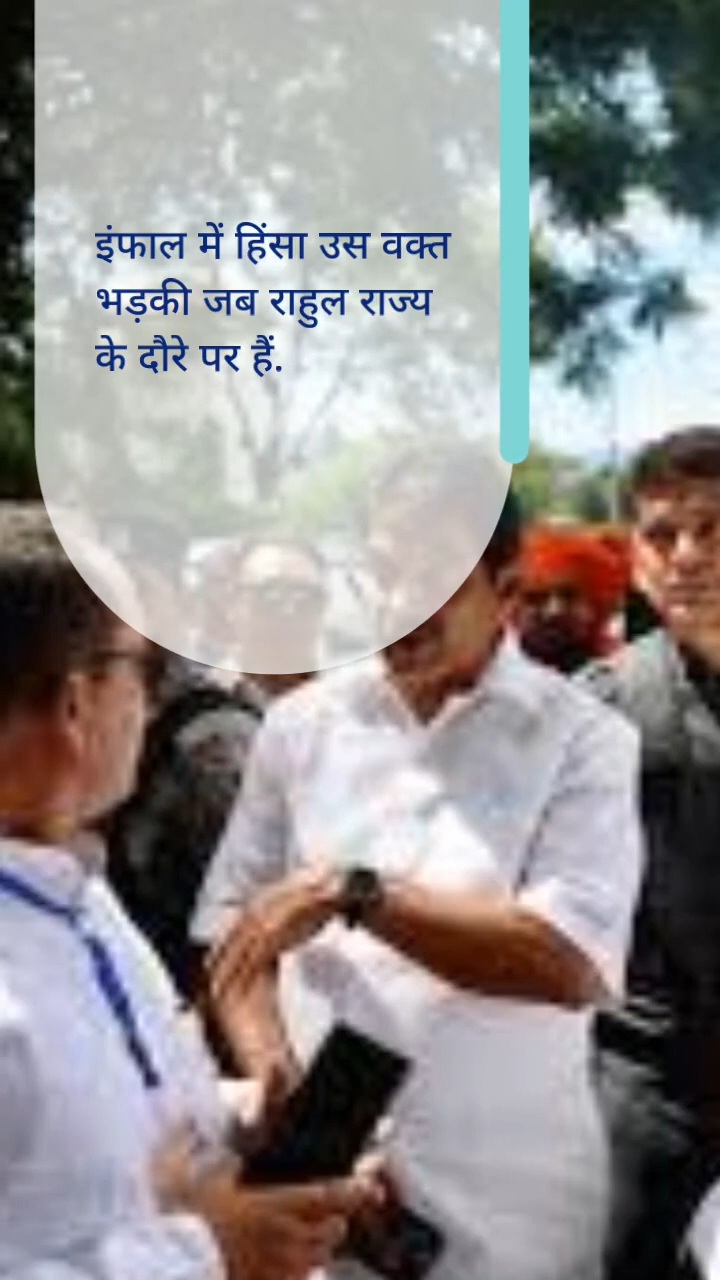 इंफाल में हिंसा उस वक्त
भड़की जब राहुल राज्य
के दौरे पर हैं.